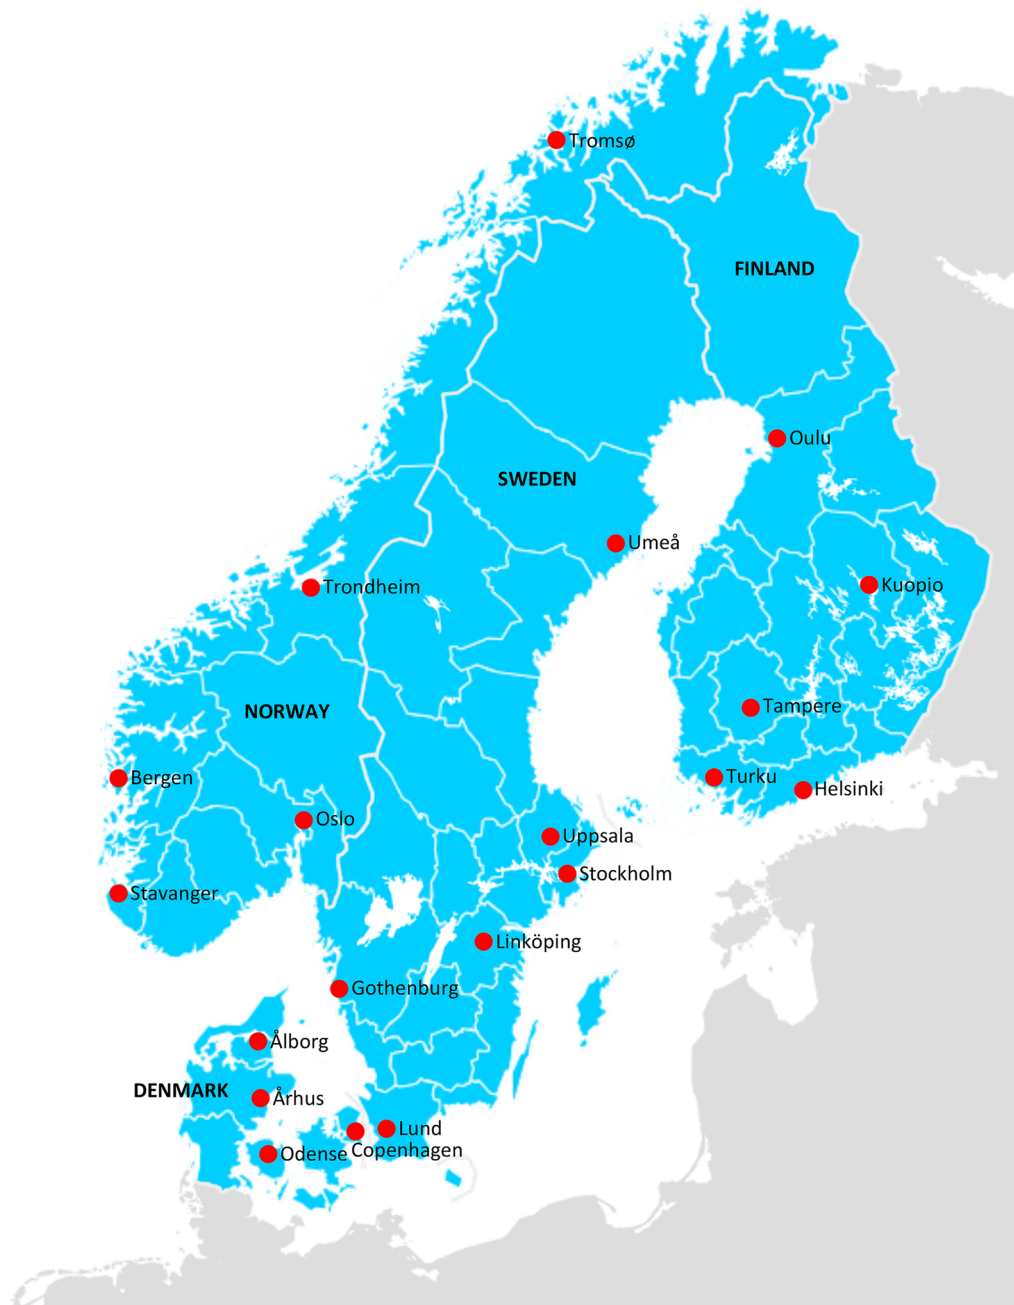 Tromsø
FINLAND
Oulu
SWEDEN
Umeå
Kuopio
Trondheim
Tampere
NORWAY
Turku
Bergen
Helsinki
Oslo
Uppsala
Stockholm
Stavanger
Linköping
Gothenburg
Ålborg
DENMARK
Århus
Lund
Copenhagen
Odense